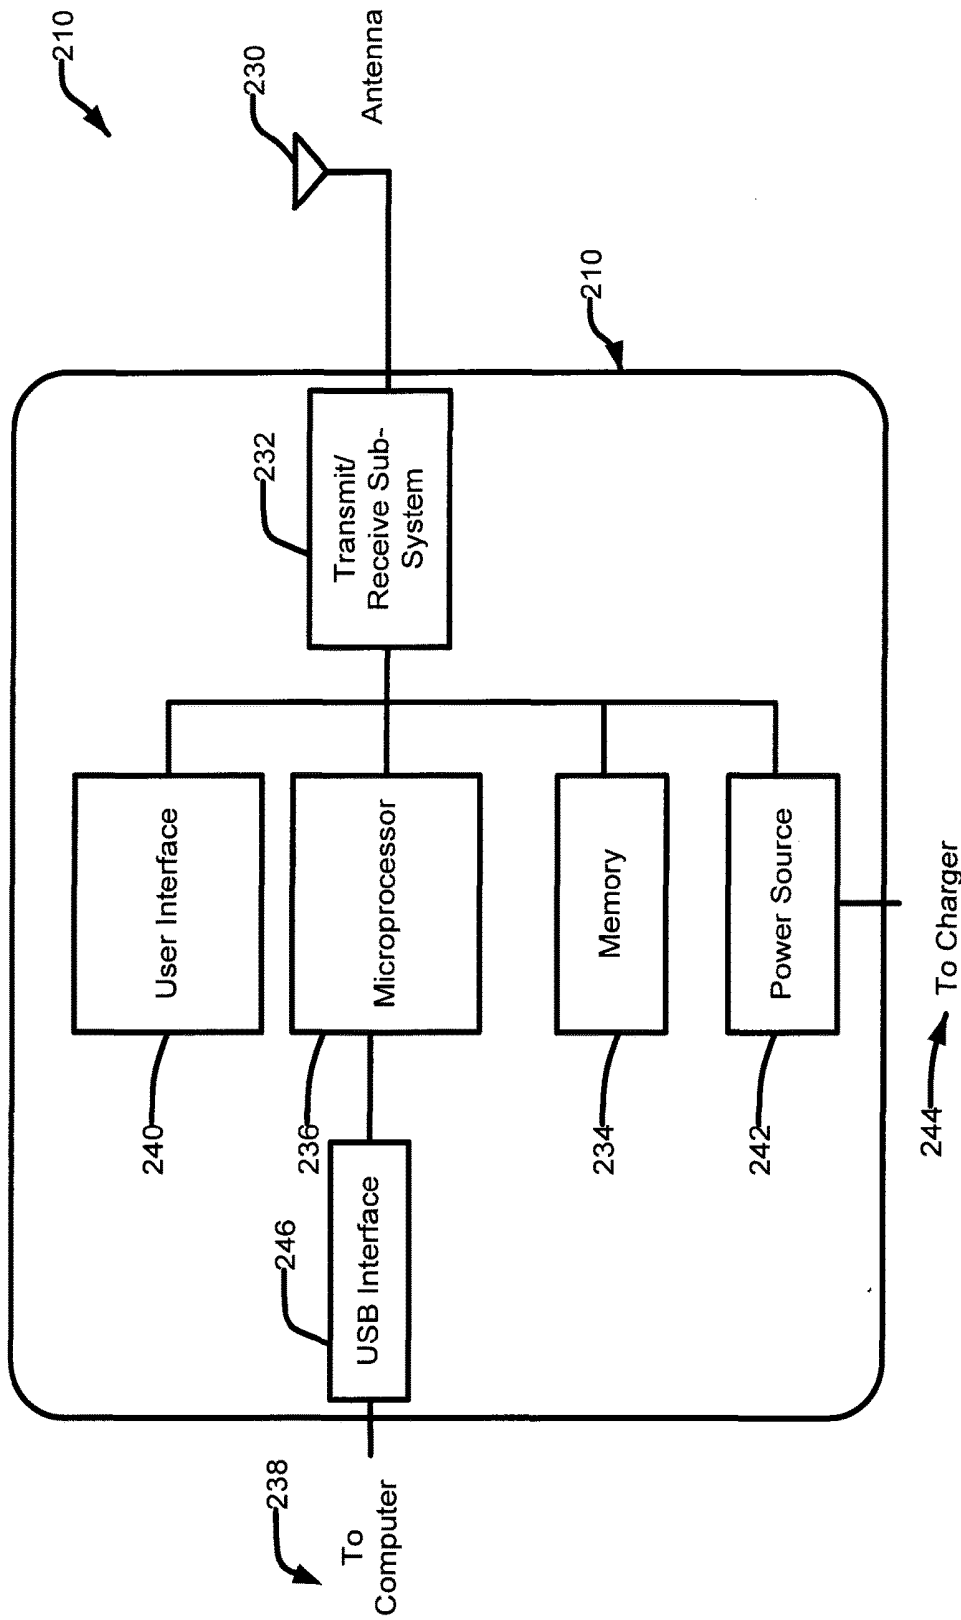 210
230
Antenna
210
232
Transmit/
Receive Sub-
System
User Interface
240
Microprocessor
236
Memory
234
Power Source
242
To Charger
244
USB Interface
246
238
To
Computer